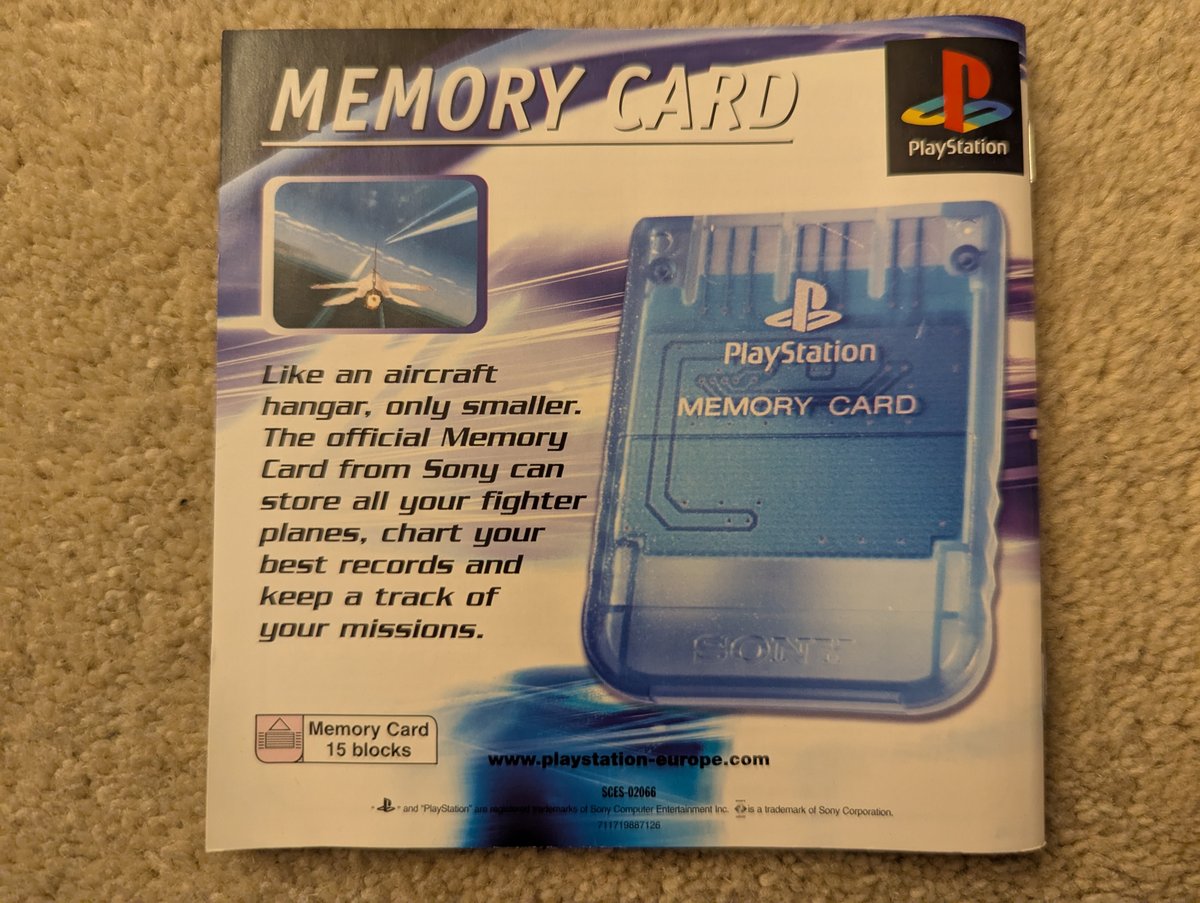 MEMORY CARD
PlayStation
PlayStation
MEMORY CARD
Like an aircraft
hangar, only smaller.
The official Memory
Card from Sony can
store all your fighter
planes, chart your
best records and
keep a track of
your missions.
SONY
Memory Card
15 blocks
www.playstation-europe.com
SCES-02066
" " and "PlayStation" are registered trademarks of Sony Computer Entertainment Inc. is a trademark of Sony Corporation.
711719887126